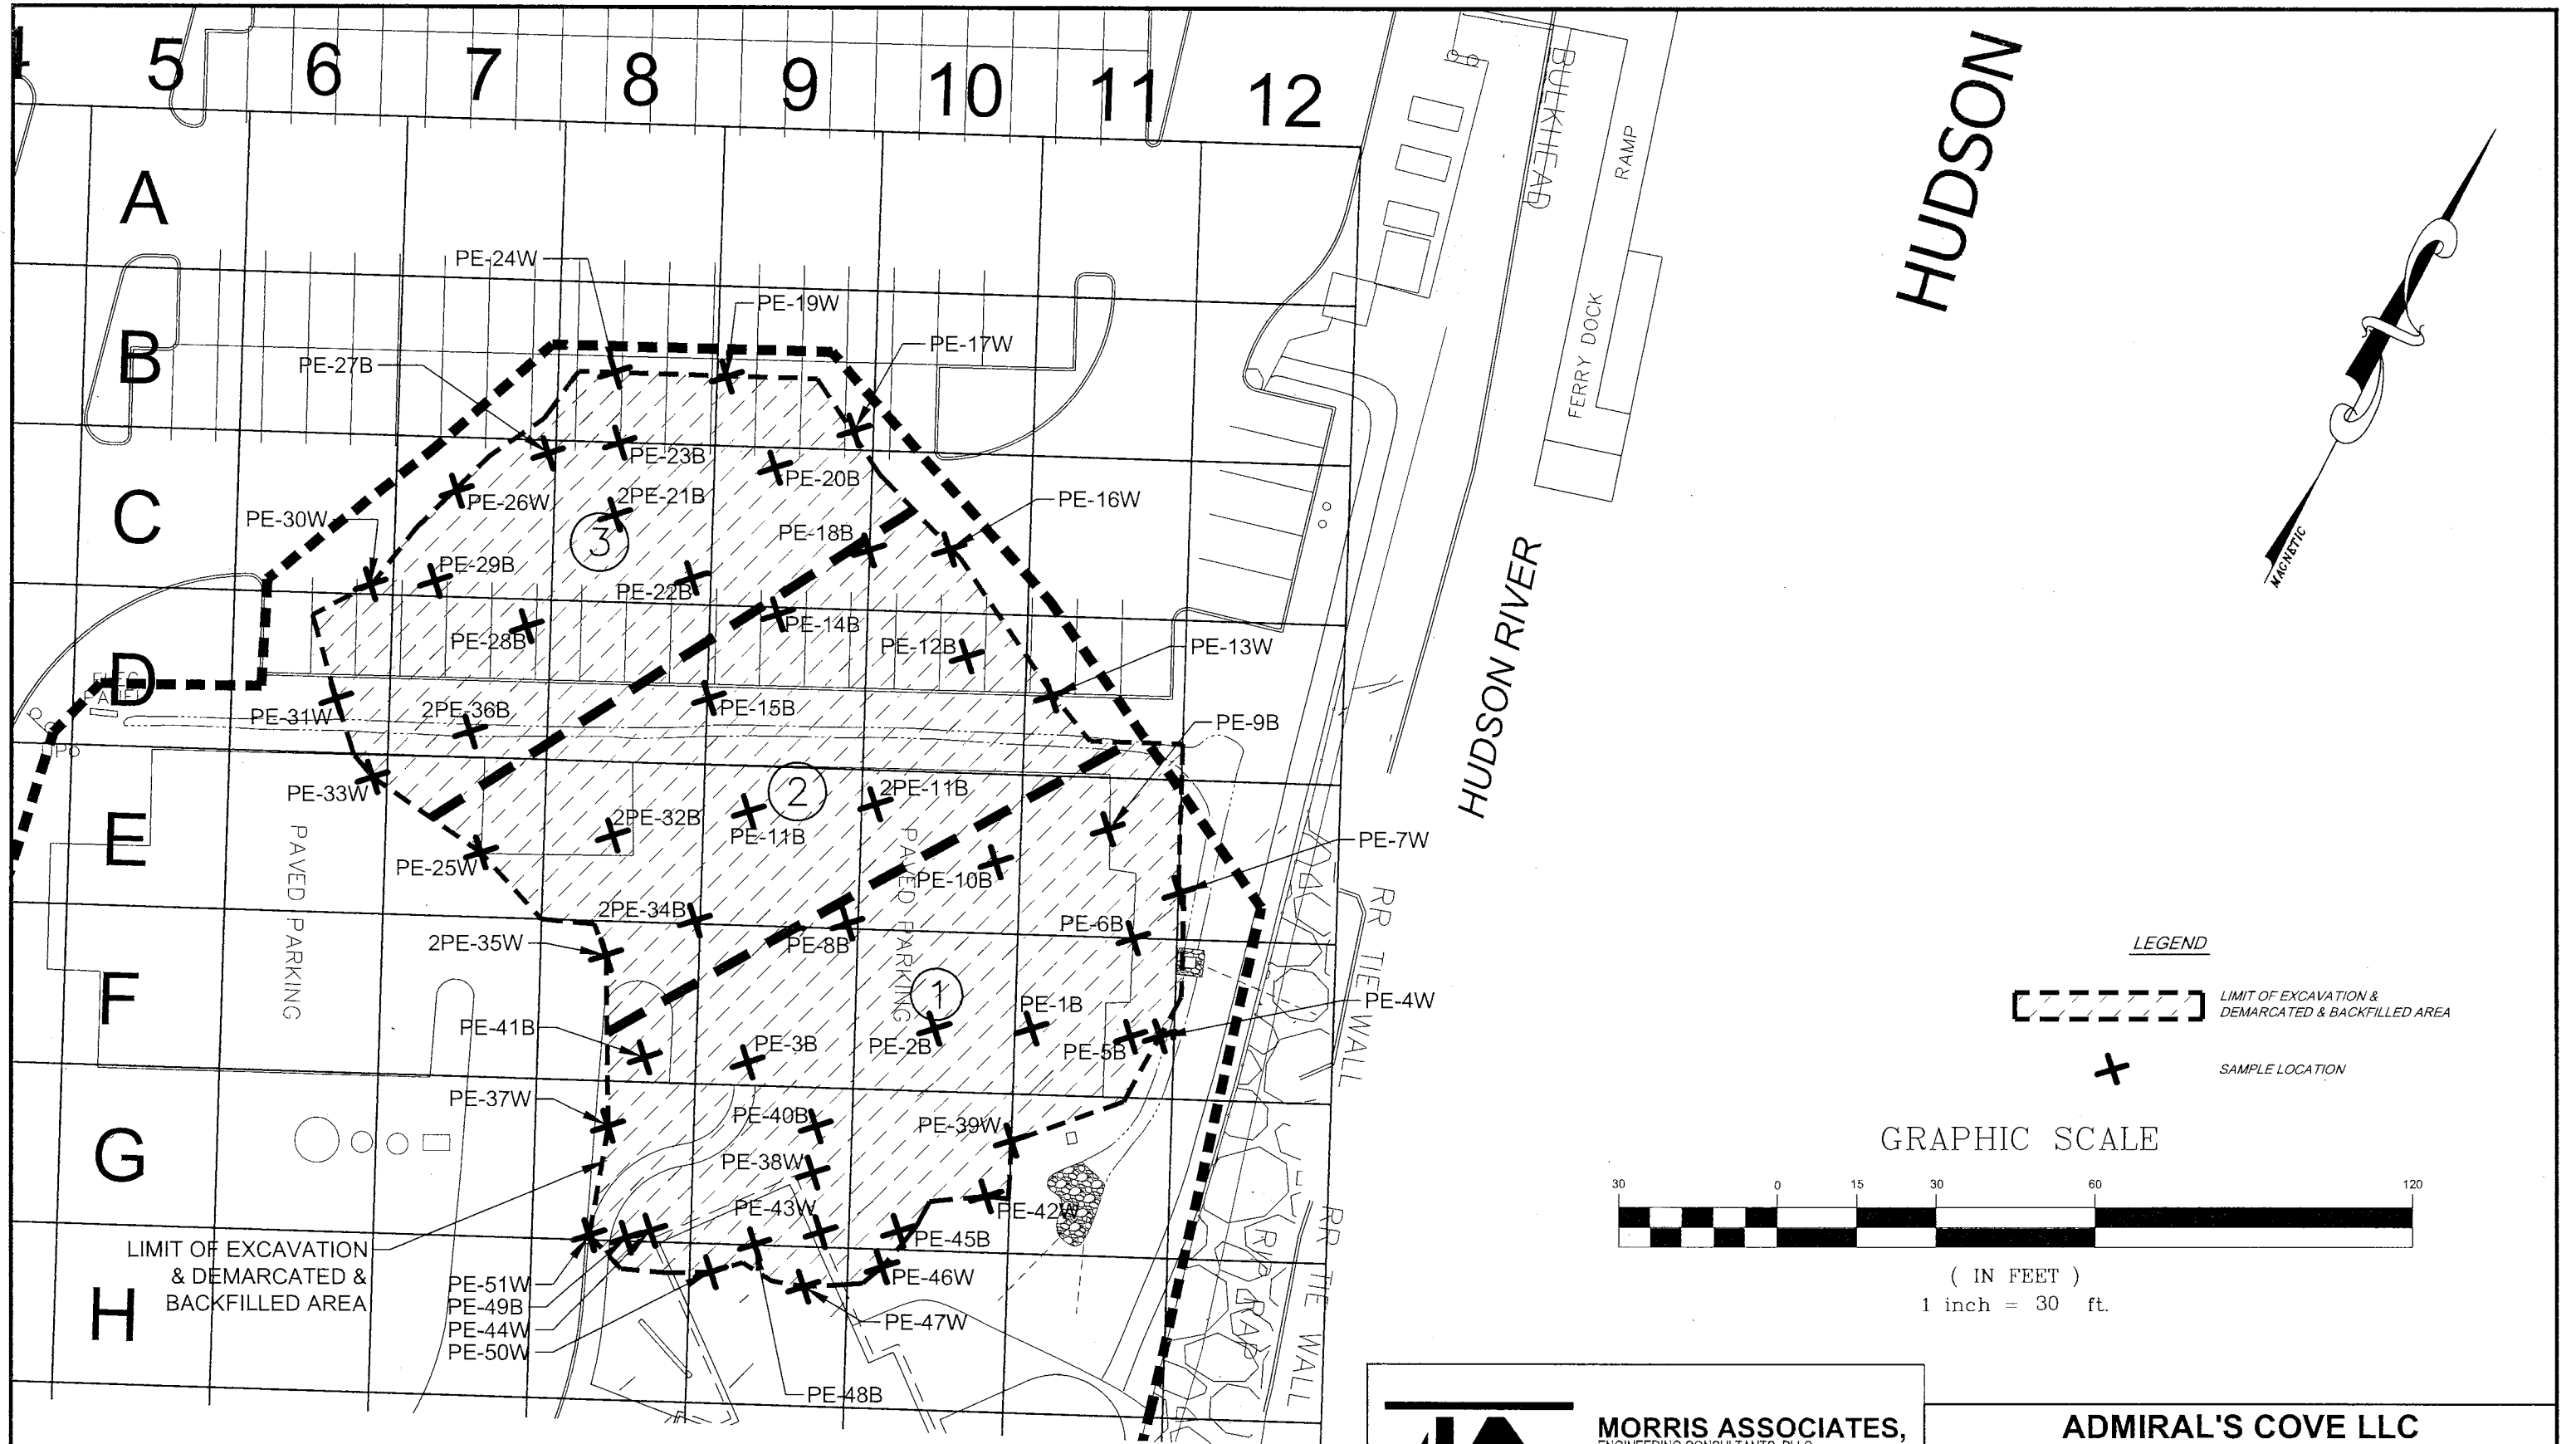 4
5
6
7
8
9
10
11
12
A
B
C
D
E
F
G
H
HUDSON
BULKHEAD
RAMP
FERRY DOCK
HUDSON RIVER
MAGNETIC
PE-24W
PE-19W
PE-17W
PE-27B
PE-23B
PE-20B
PE-26W
2PE-21B
PE-16W
PE-30W
PE-18B
3
PE-29B
PE-22B
PE-14B
PE-28B
PE-12B
PE-13W
PE-31W
2PE-36B
PE-15B
PE-9B
PE-33W
2
2PE-11B
2PE-32B
PE-11B
PE-7W
PE-25W
PE-10B
PAVED PARKING
PAVED PARKING
2PE-34B
PE-6B
2PE-35W
PE-8B
1
PE-1B
PE-4W
PE-41B
PE-3B
PE-2B
PE-5B
PE-37W
PE-40B
PE-39W
PE-38W
PE-43W
PE-42W
PE-45B
PE-46W
LIMIT OF EXCAVATION
& DEMARCATED &
BACKFILLED AREA
PE-51W
PE-49B
PE-44W
PE-50W
PE-47W
PE-48B
RR TIE WALL
RR TIE WALL
RIP RAP
LEGEND
LIMIT OF EXCAVATION &
DEMARCATED & BACKFILLED AREA
SAMPLE LOCATION
GRAPHIC SCALE
30 0 15 30 60 120
( IN FEET )
1 inch = 30 ft.
MORRIS ASSOCIATES,
ADMIRAL'S COVE LLC